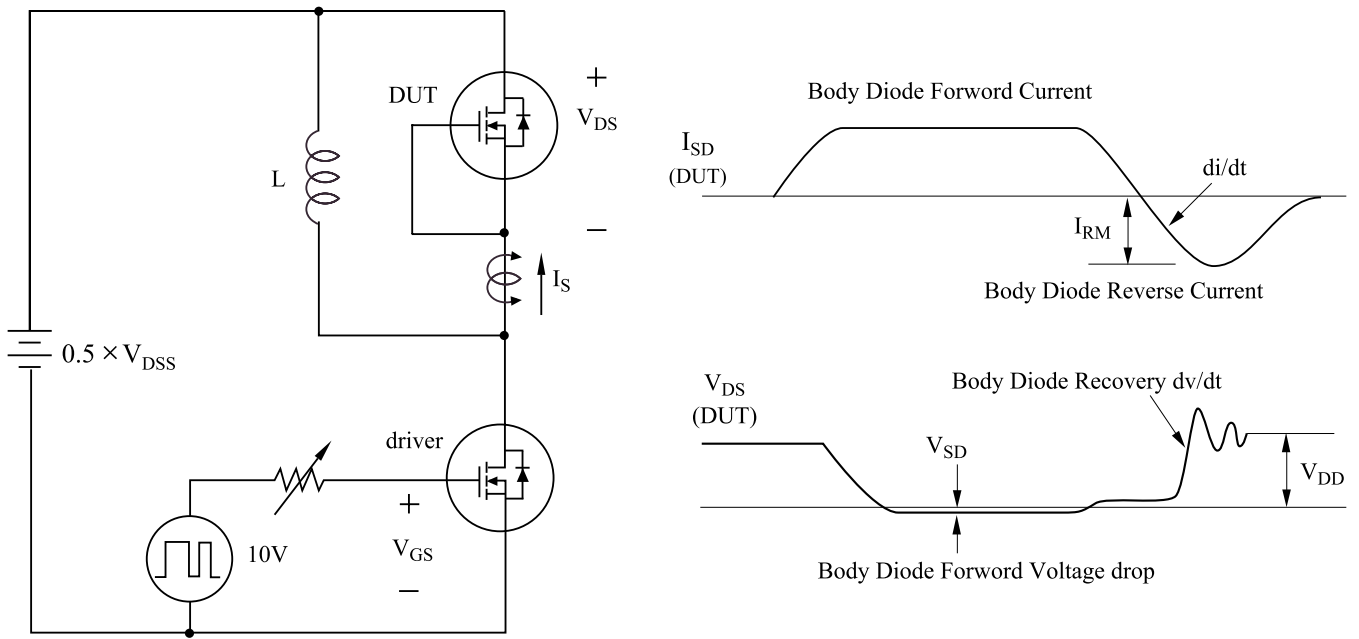 DUT
+
V_DS
−
L
I_S
0.5 × V_DSS
driver
10V
+
V_GS
−
Body Diode Forword Current
I_SD
(DUT)
di/dt
I_RM
Body Diode Reverse Current
V_DS
(DUT)
Body Diode Recovery dv/dt
V_SD
V_DD
Body Diode Forword Voltage drop